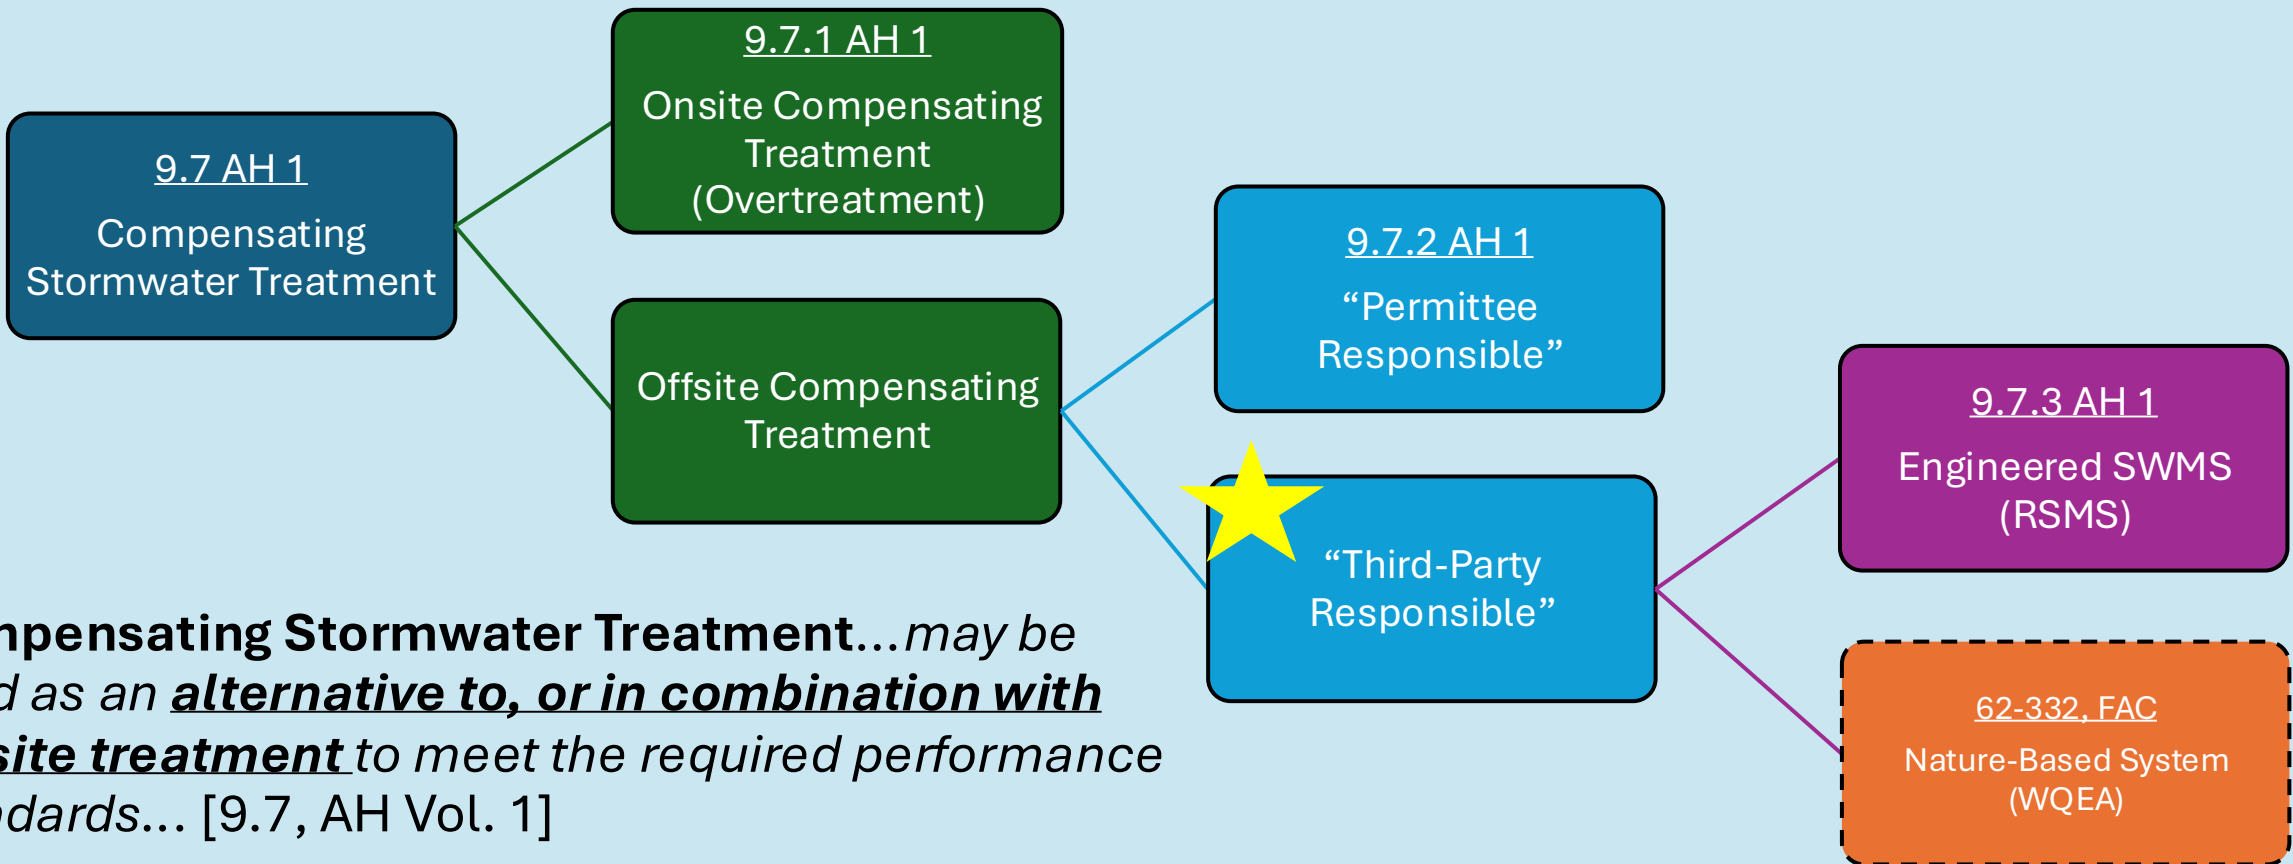 9.7 AH 1
Compensating
Stormwater Treatment
9.7.1 AH 1
Onsite Compensating
Treatment
(Overtreatment)
Offsite Compensating
Treatment
9.7.2 AH 1
“Permittee
Responsible”
“Third-Party
Responsible”
9.7.3 AH 1
Engineered SWMS
(RSMS)
62-332, FAC
Nature-Based System
(WQEA)
Stormwater Treatment...may be
as an alternative to, or in combination with
treatment to meet the required performance
... [9.7, AH Vol. 1]